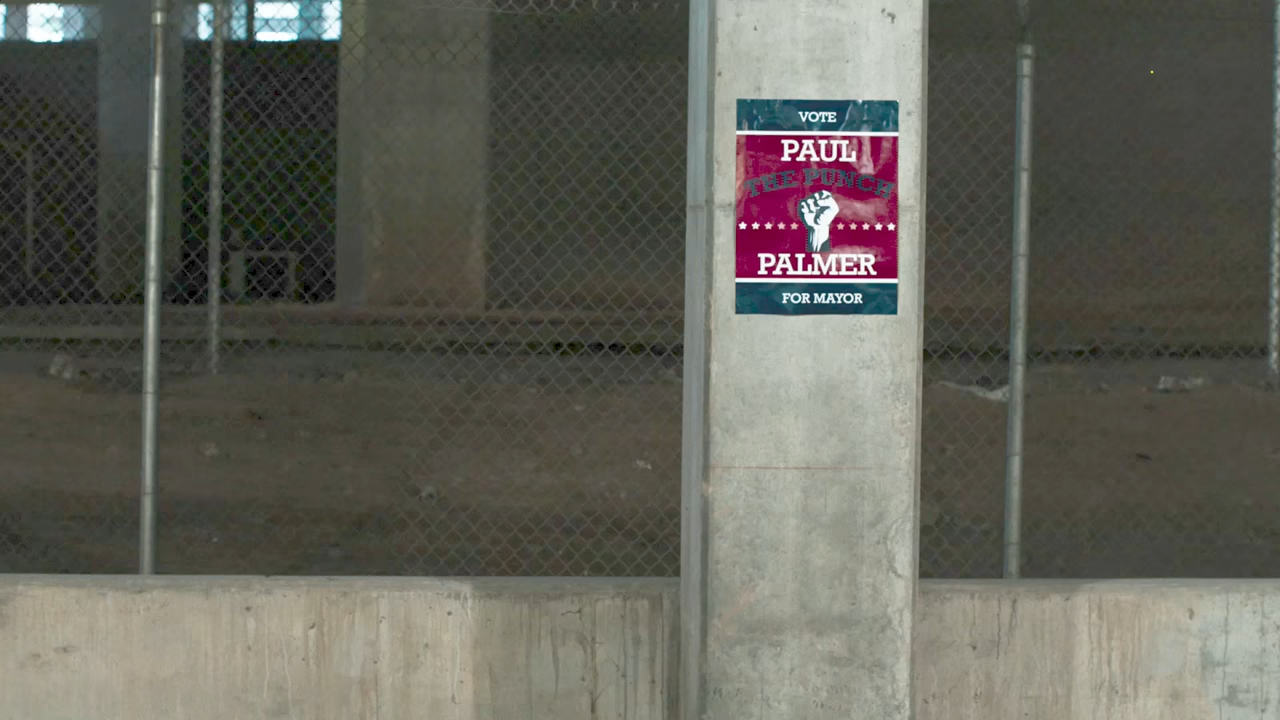 VOTE
PAUL
THE PUNCH
PALMER
FOR MAYOR